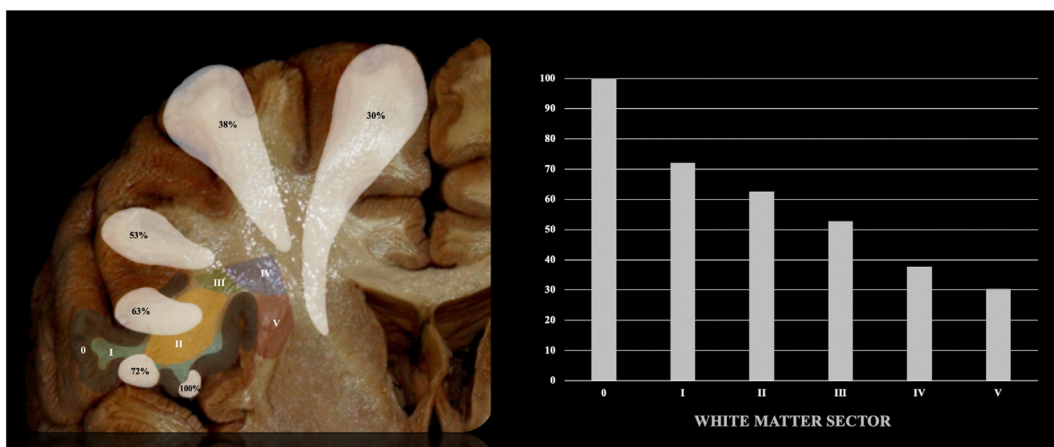 38%
30%
53%
IV
III
63%
V
0
I
II
72%
100%
100
90
80
70
60
50
40
30
20
10
0
0 I II III IV V
WHITE MATTER SECTOR